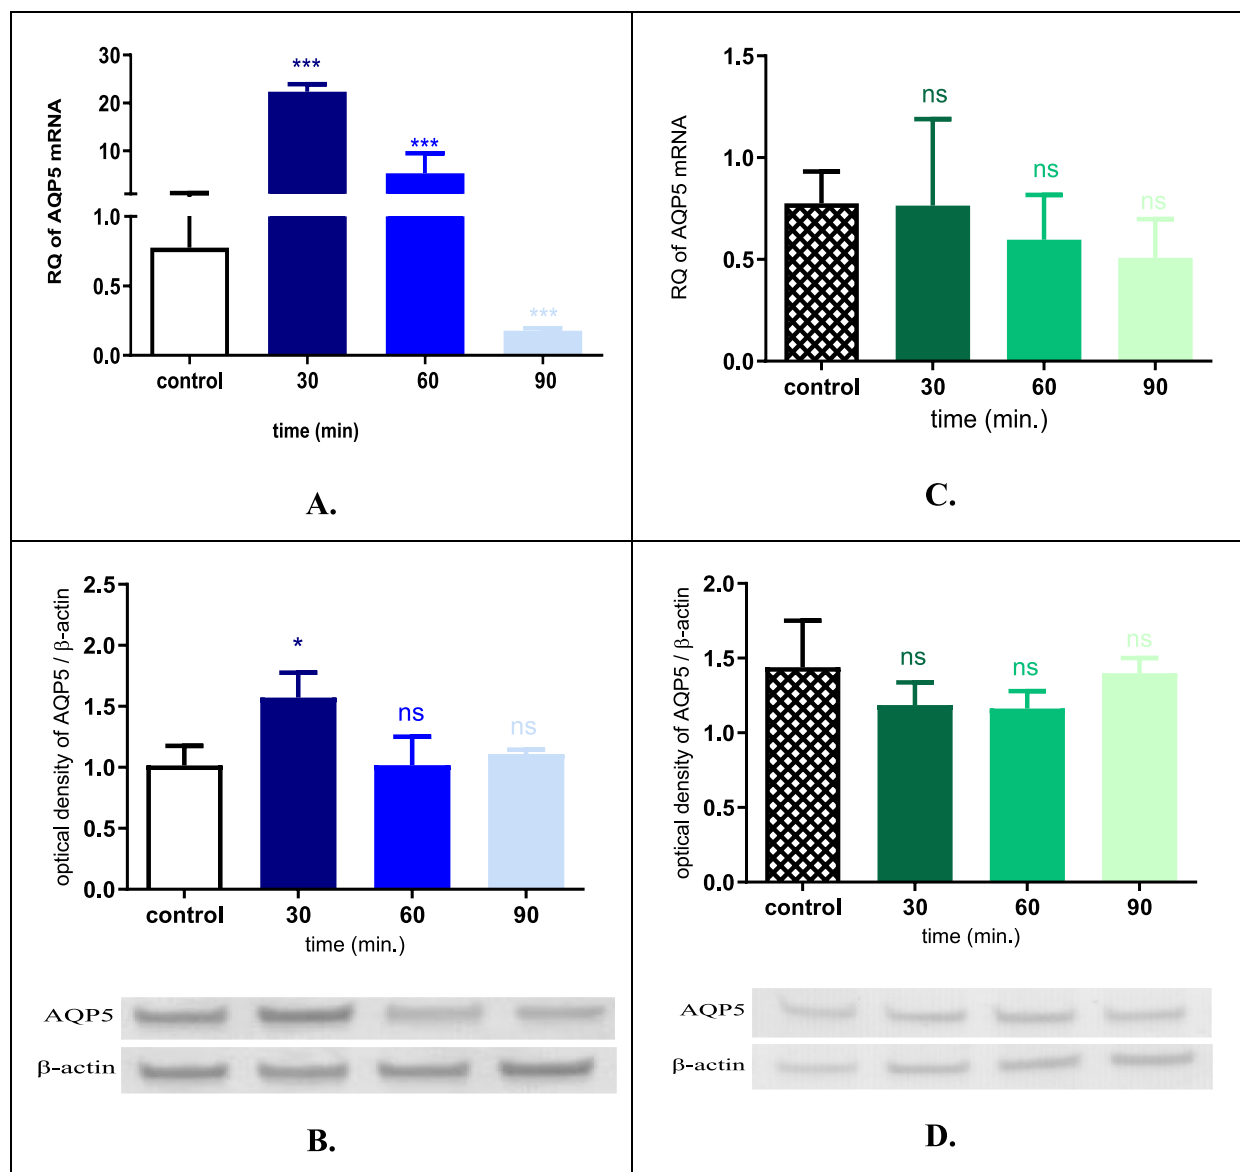 RQ of AQP5 mRNA
30
20
10
1.0
0.5
0.0
***
***
***
control 30 60 90
time (min)
A.
RQ of AQP5 mRNA
1.5
1.0
0.5
0.0
ns
ns
ns
control 30 60 90
time (min.)
C.
optical density of AQP5 / β-actin
2.5
2.0
1.5
1.0
0.5
0.0
*
ns
ns
control 30 60 90
time (min.)
AQP5
β-actin
B.
optical density of AQP5 / β-actin
2.0
1.5
1.0
0.5
0.0
ns
ns
ns
control 30 60 90
time (min.)
AQP5
β-actin
D.